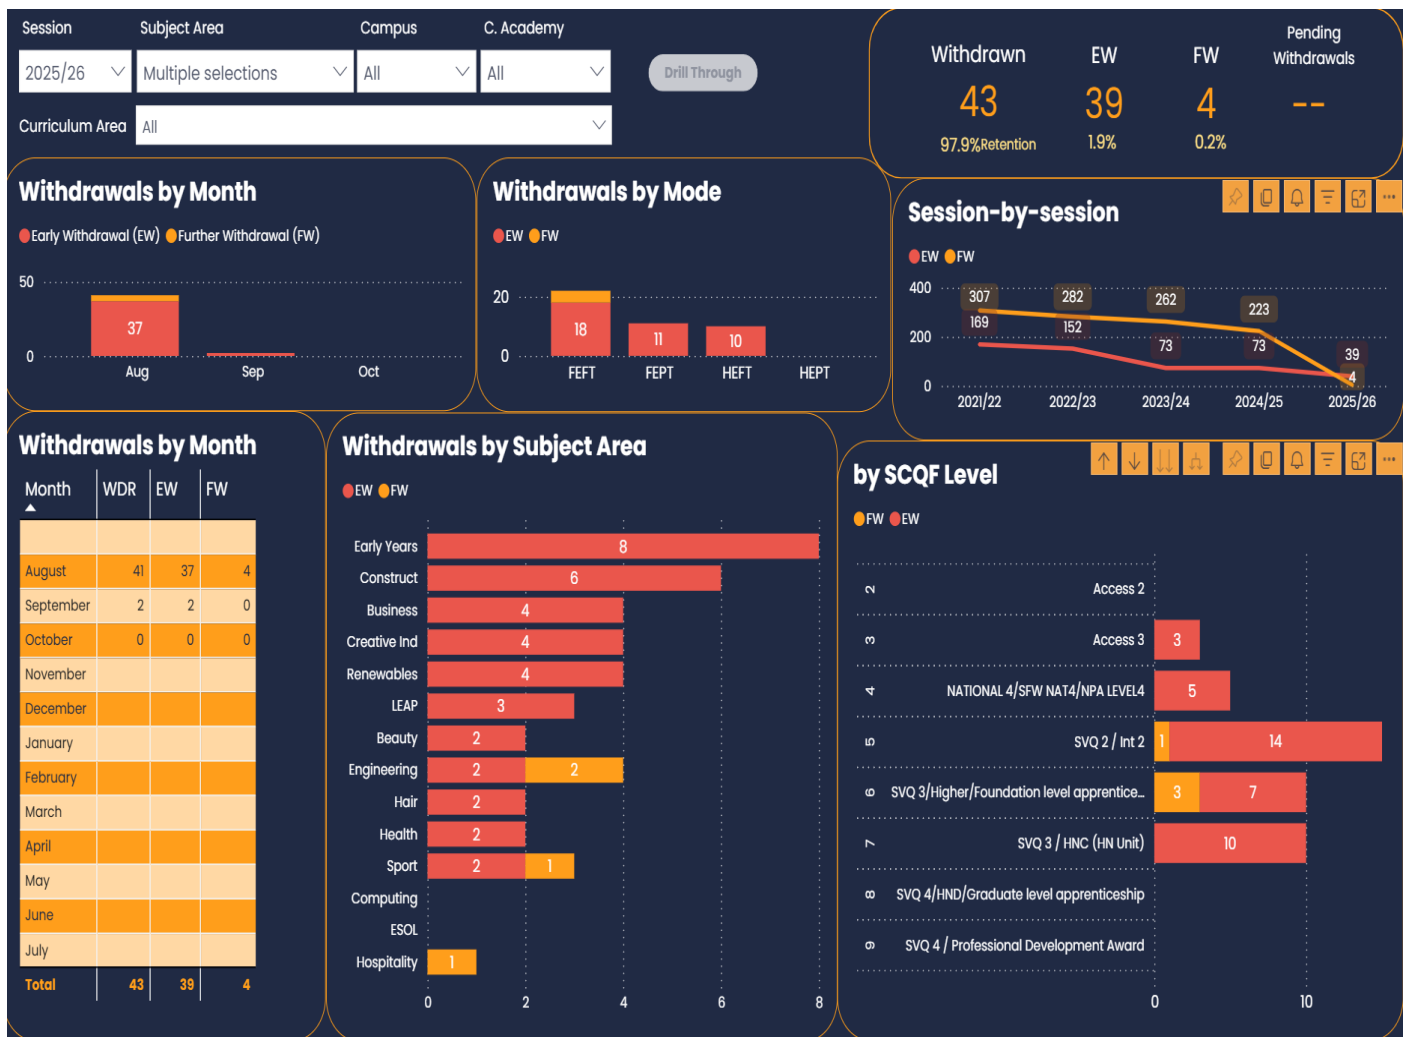 Session
Subject Area
Campus
C. Academy
2025/26
Multiple selections
All
All
Drill Through
Curriculum Area
All
Withdrawn
EW
FW
Pending
Withdrawals
43
39
4
--
97.9%Retention
1.9%
0.2%
Withdrawals by Month
Early Withdrawal (EW) Further Withdrawal (FW)
50
37
0
Aug Sep Oct
Withdrawals by Mode
EW FW
20
18 11 10
0
FEFT FEPT HEFT HEPT
Session-by-session
EW FW
400
307 282 262 223
169 152 73 73 39
200
4
0
2021/22 2022/23 2023/24 2024/25 2025/26
Withdrawals by Month
Month WDR EW FW
August 41 37 4
September 2 2 0
October 0 0 0
November
December
January
February
March
April
May
June
July
Total 43 39 4
Withdrawals by Subject Area
EW FW
Early Years 8
Construct 6
Business 4
Creative Ind 4
Renewables 4
LEAP 3
Beauty 2
Engineering 2 2
Hair 2
Health 2
Sport 2 1
Computing
ESOL
Hospitality 1
0 2 4 6 8
by SCQF Level
FW EW
2 Access 2
3 Access 3 3
4 NATIONAL 4/SFW NAT4/NPA LEVEL4 5
5 SVQ 2 / Int 2 1 14
6 SVQ 3/Higher/Foundation level apprentice... 3 7
7 SVQ 3 / HNC (HN Unit) 10
8 SVQ 4/HND/Graduate level apprenticeship
9 SVQ 4 / Professional Development Award
0 10